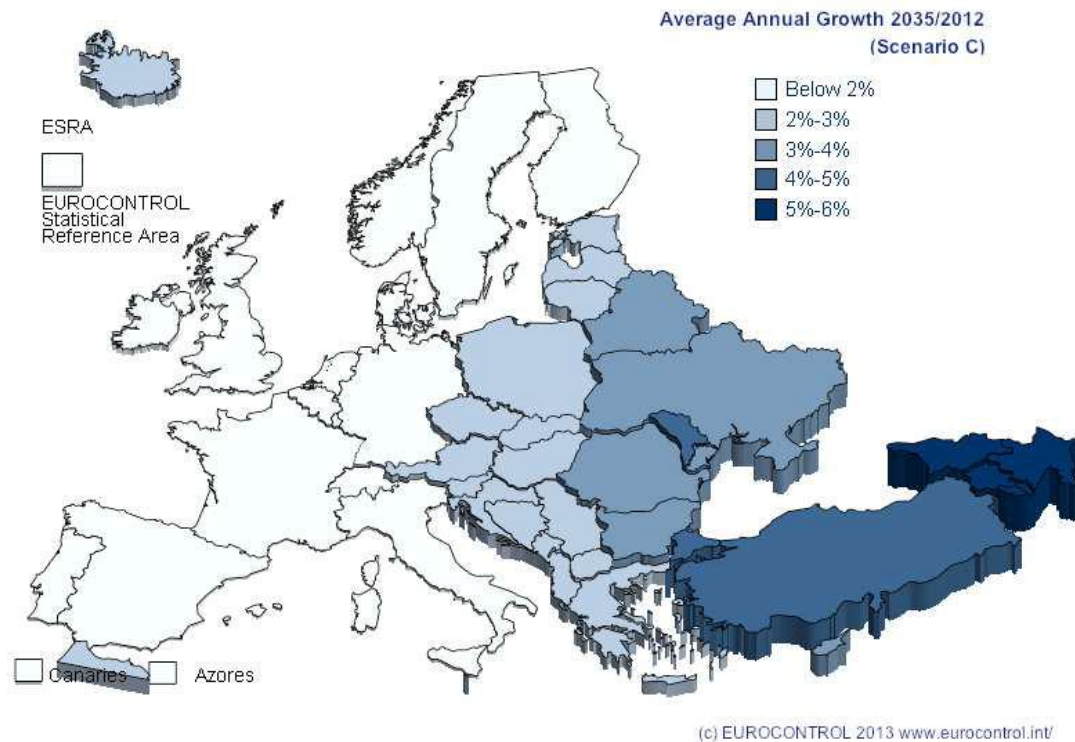 Average Annual Growth 2035/2012
(Scenario C)
Below 2%
2%-3%
3%-4%
4%-5%
5%-6%
ESRA
EUROCONTROL
Statistical
Reference Area
Canaries
Azores
(c) EUROCONTROL 2013 www.eurocontrol.int/